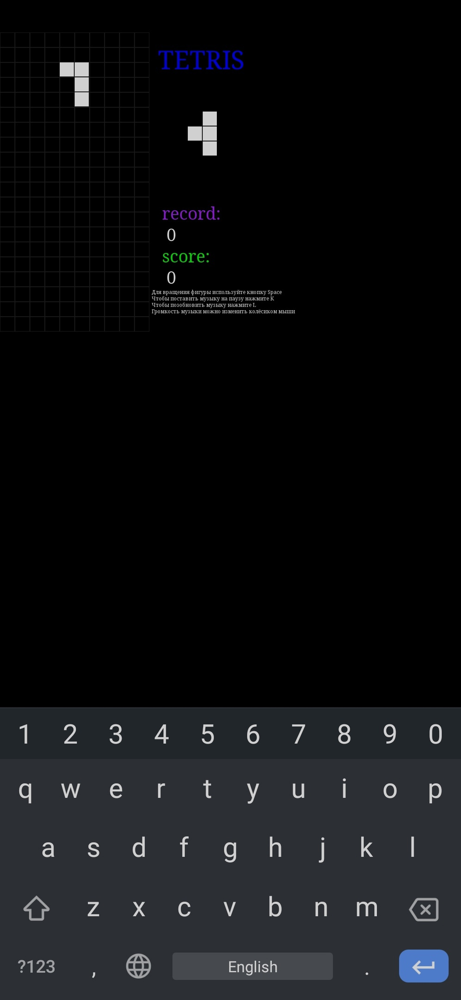 TETRIS
record:
0
score:
0
Для вращения фигуры используйте кнопку Space
Чтобы поставить музыку на паузу нажмите K
Чтобы позобновить музыку нажмите L
Громкость музыки можно изменить колёсиком мыши
1 2 3 4 5 6 7 8 9 0
q w e r t y u i o p
a s d f g h j k l
z x c v b n m
?123 , English .